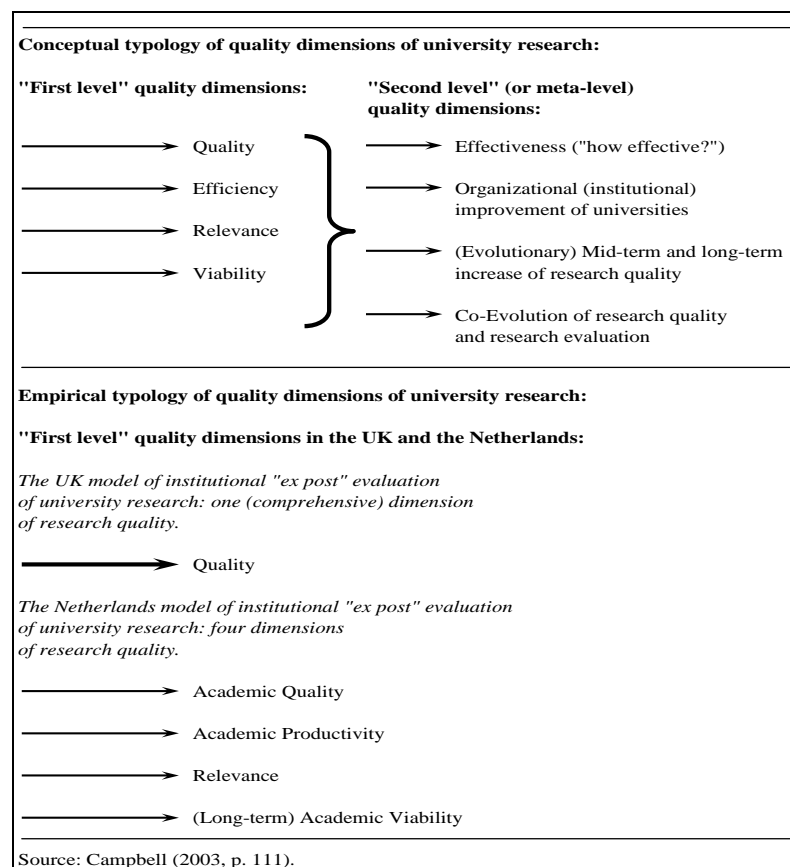 Conceptual typology of quality dimensions of university research:
"First level" quality dimensions:
Quality
Efficiency
Relevance
Viability
"Second level" (or meta-level)
quality dimensions:
Effectiveness ("how effective?")
Organizational (institutional)
improvement of universities
(Evolutionary) Mid-term and long-term
increase of research quality
Co-Evolution of research quality
and research evaluation
Empirical typology of quality dimensions of university research:
"First level" quality dimensions in the UK and the Netherlands:
The UK model of institutional "ex post" evaluation
of university research: one (comprehensive) dimension
of research quality.
Quality
The Netherlands model of institutional "ex post" evaluation
of university research: four dimensions
of research quality.
Academic Quality
Academic Productivity
Relevance
(Long-term) Academic Viability
Source: Campbell (2003, p. 111).